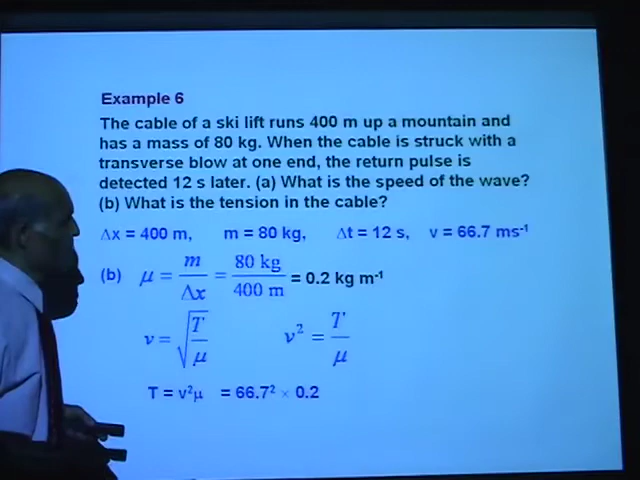 Example 6
The cable of a ski lift runs 400 m up a mountain and
has a mass of 80 kg. When the cable is struck with a
transverse blow at one end, the return pulse is
detected 12 s later. (a) What is the speed of the wave?
(b) What is the tension in the cable?
Δx = 400 m, m = 80 kg, Δt = 12 s, v = 66.7 ms⁻¹
(b) μ = m/Δx = 80 kg/400 m = 0.2 kg m⁻¹
v = √(T/μ) v² = T/μ
T = v²μ = 66.7² × 0.2